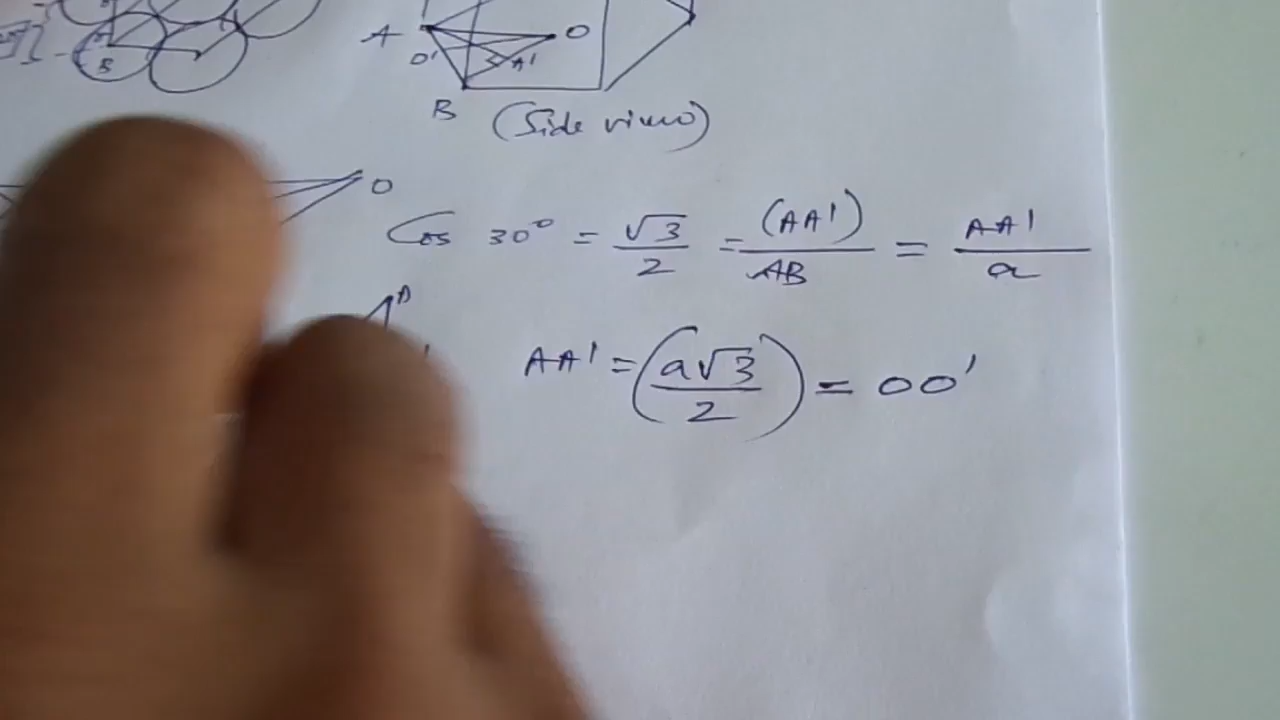 A
O
O'
A'
B
B
(Side view)
O
Cos 30° = √3/2 = (AA')/AB = AA'/a
A
AA' = (a√3/2) = OO'